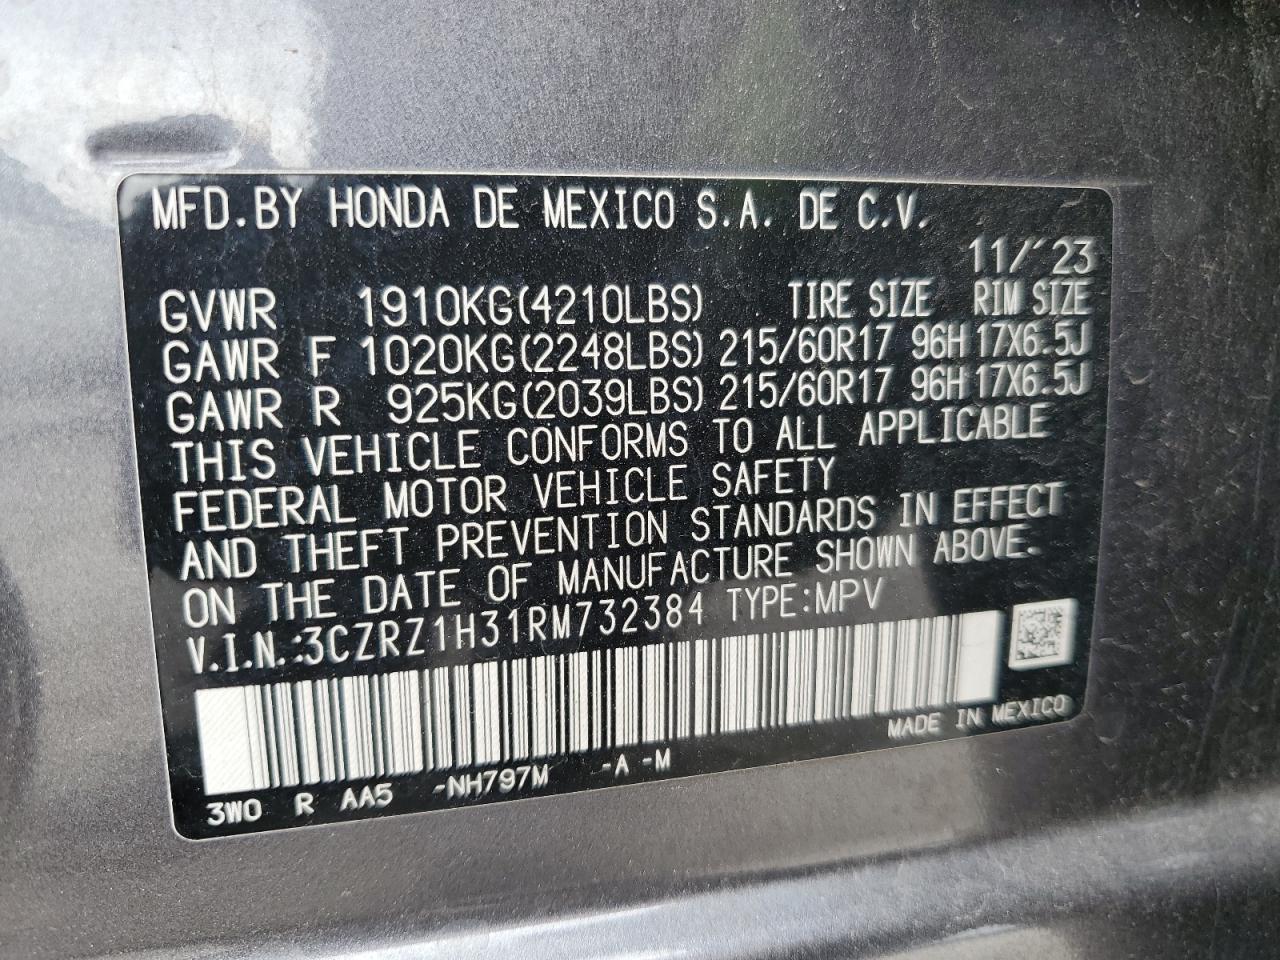 MFD.BY HONDA DE MEXICO S.A. DE C.V.
11/'23
GVWR 1910KG(4210LBS) TIRE SIZE RIM SIZE
GAWR F 1020KG(2248LBS) 215/60R17 96H 17X6.5J
GAWR R 925KG(2039LBS) 215/60R17 96H 17X6.5J
THIS VEHICLE CONFORMS TO ALL APPLICABLE
FEDERAL MOTOR VEHICLE SAFETY
AND THEFT PREVENTION STANDARDS IN EFFECT
ON THE DATE OF MANUFACTURE SHOWN ABOVE.
V.I.N.:3CZRZ1H31RM732384 TYPE:MPV
MADE IN MEXICO
3W0 R AA5 -NH797M -A -M